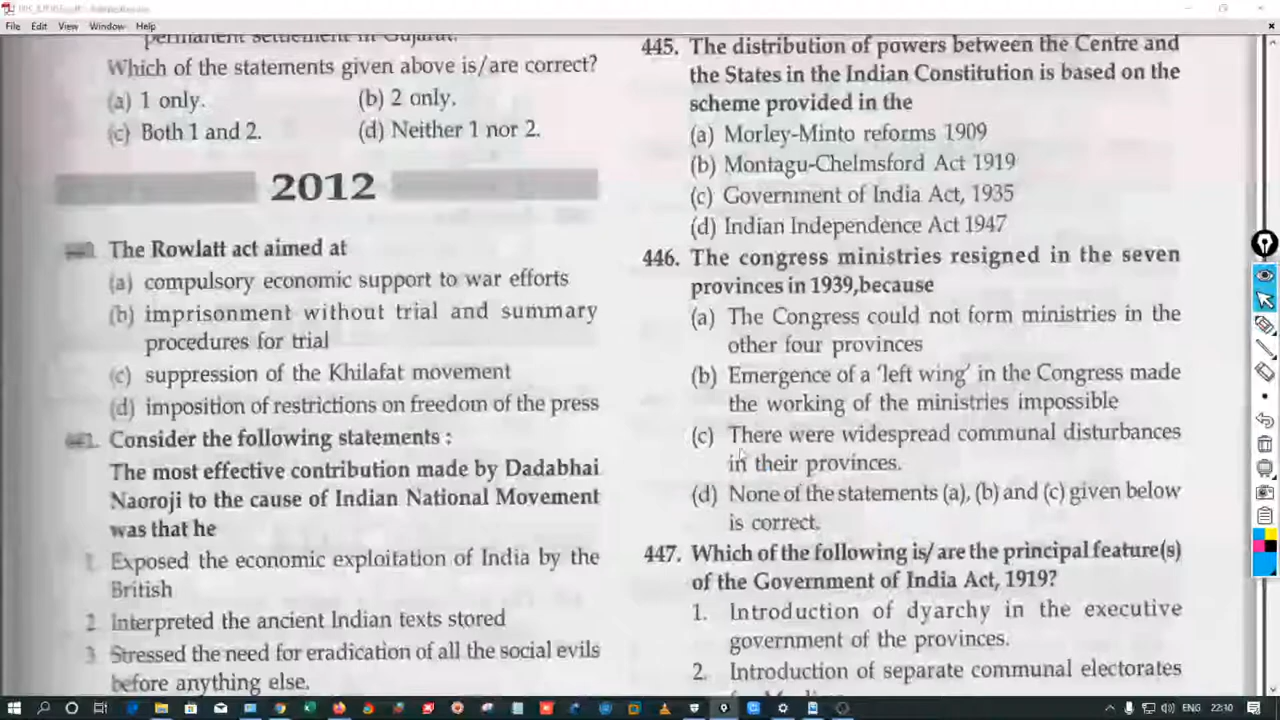 File Edit View Window Help
permanent settlement in Gujarat.
Which of the statements given above is/are correct?
(a) 1 only. (b) 2 only.
(c) Both 1 and 2. (d) Neither 1 nor 2.
2012
The Rowlatt act aimed at
(a) compulsory economic support to war efforts
(b) imprisonment without trial and summary
procedures for trial
(c) suppression of the Khilafat movement
(d) imposition of restrictions on freedom of the press
Consider the following statements :
The most effective contribution made by Dadabhai
Naoroji to the cause of Indian National Movement
was that he
1. Exposed the economic exploitation of India by the
British
2. Interpreted the ancient Indian texts stored
3. Stressed the need for eradication of all the social evils
before anything else.
445. The distribution of powers between the Centre and
the States in the Indian Constitution is based on the
scheme provided in the
(a) Morley-Minto reforms 1909
(b) Montagu-Chelmsford Act 1919
(c) Government of India Act, 1935
(d) Indian Independence Act 1947
446. The congress ministries resigned in the seven
provinces in 1939,because
(a) The Congress could not form ministries in the
other four provinces
(b) Emergence of a 'left wing' in the Congress made
the working of the ministries impossible
(c) There were widespread communal disturbances
in their provinces.
(d) None of the statements (a), (b) and (c) given below
is correct.
447. Which of the following is/are the principal feature(s)
of the Government of India Act, 1919?
1. Introduction of dyarchy in the executive
government of the provinces.
2. Introduction of separate communal electorates
ENG 22:10